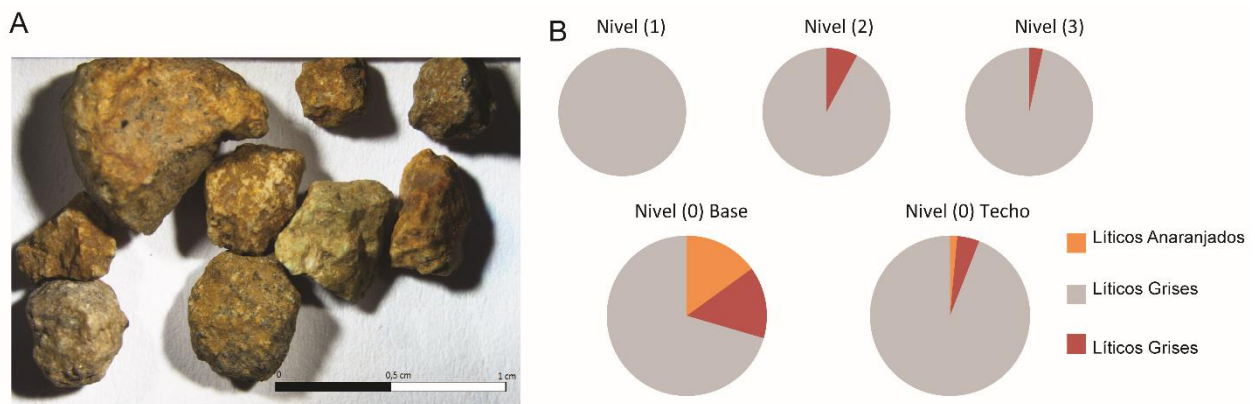 A
B
Nivel (1)
Nivel (2)
Nivel (3)
Nivel (0) Base
Nivel (0) Techo
Líticos Anaranjados
Líticos Grises
Líticos Grises
0
0,5 cm
1 cm